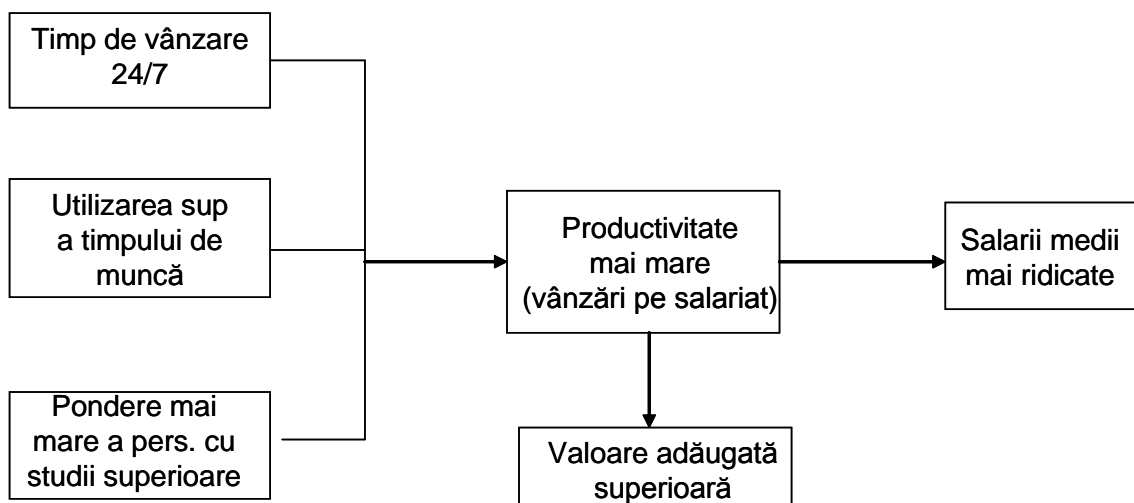 Timp de vânzare
24/7
Utilizarea sup
a timpului de
muncă
Pondere mai
mare a pers. cu
studii superioare
Productivitate
mai mare
(vânzări pe salariat)
Valoare adăugată
superioară
Salarii medii
mai ridicate